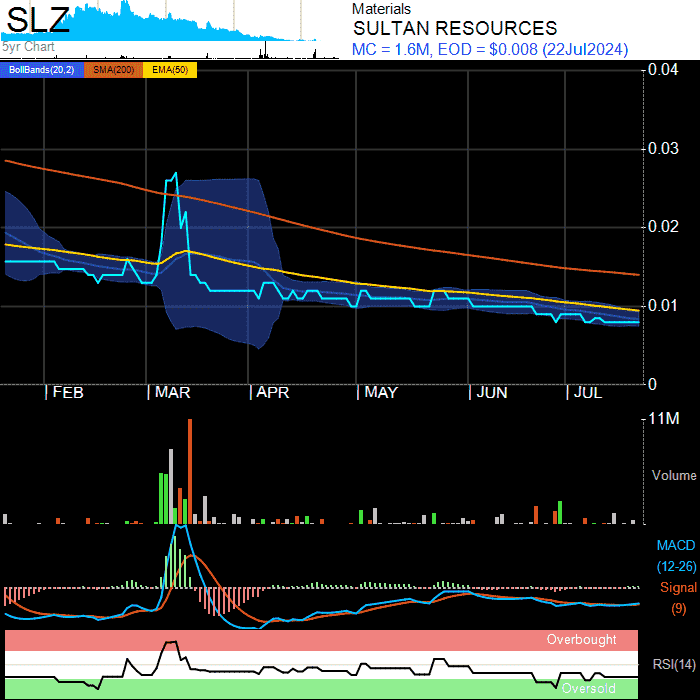 SLZ
5yr Chart
Materials
SULTAN RESOURCES
MC = 1.6M, EOD = $0.008 (22Jul2024)
BollBands(20,2) SMA(200) EMA(50)
0.04
0.03
0.02
0.01
0
FEB MAR APR MAY JUN JUL
11M
Volume
MACD
(12-26)
Signal
(9)
Overbought
RSI(14)
Oversold